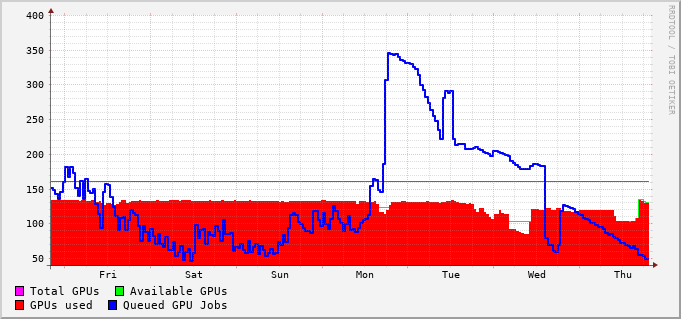 400
350
300
250
200
150
100
50
Fri Sat Sun Mon Tue Wed Thu
Total GPUs Available GPUs
GPUs used Queued GPU Jobs
RRDTOOL / TOBI OETIKER